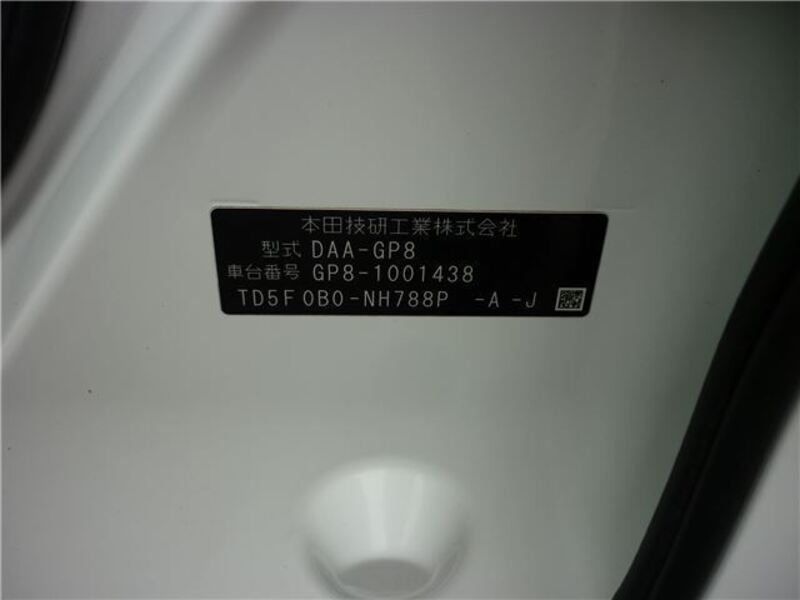 本田技研工業株式会社
型式 DAA-GP8
車台番号 GP8-1001438
TD5F0B0-NH788P -A-J